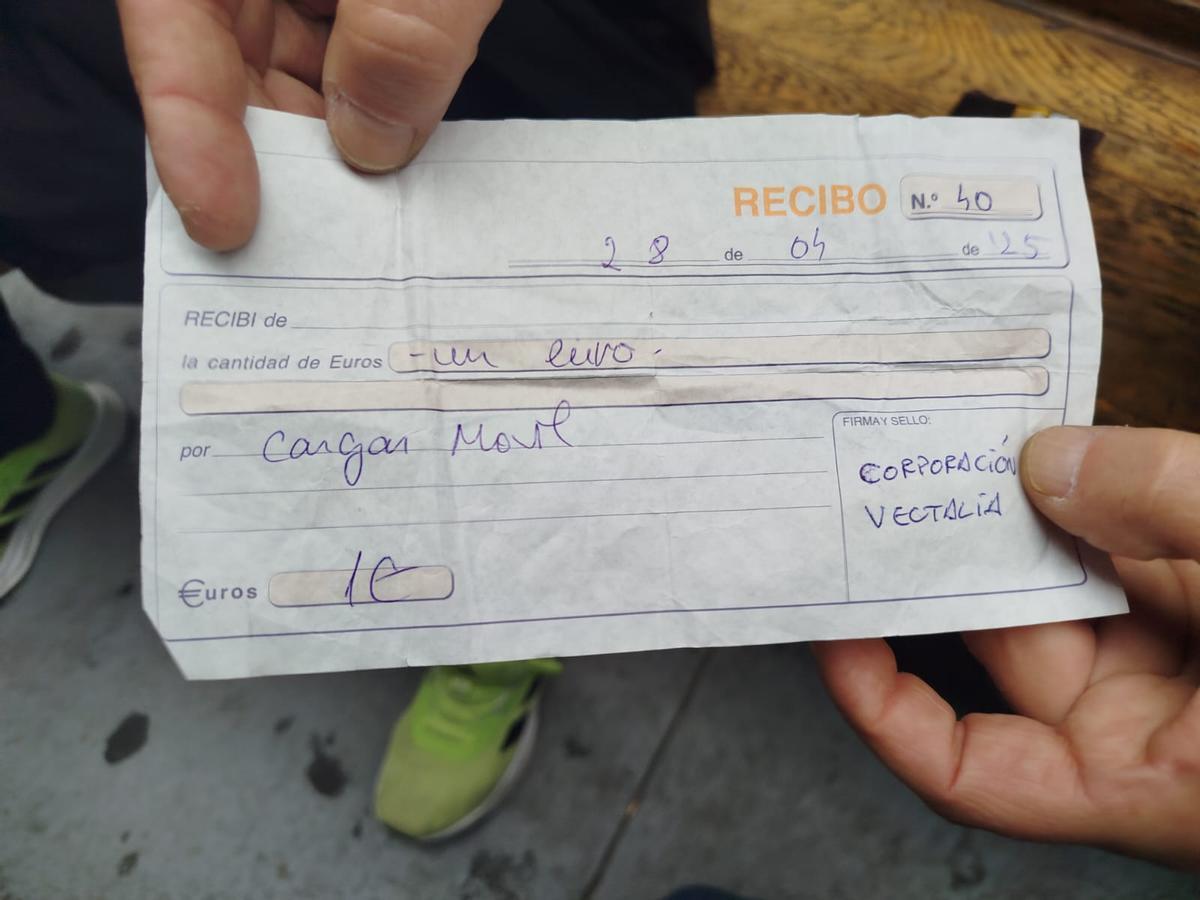 RECIBO N.º 40
28 de 04 de 25
RECIBI de
la cantidad de Euros -un euro-
por Cargar Movil
FIRMA Y SELLO:
CORPORACIÓN
VECTALIA
€uros 1€